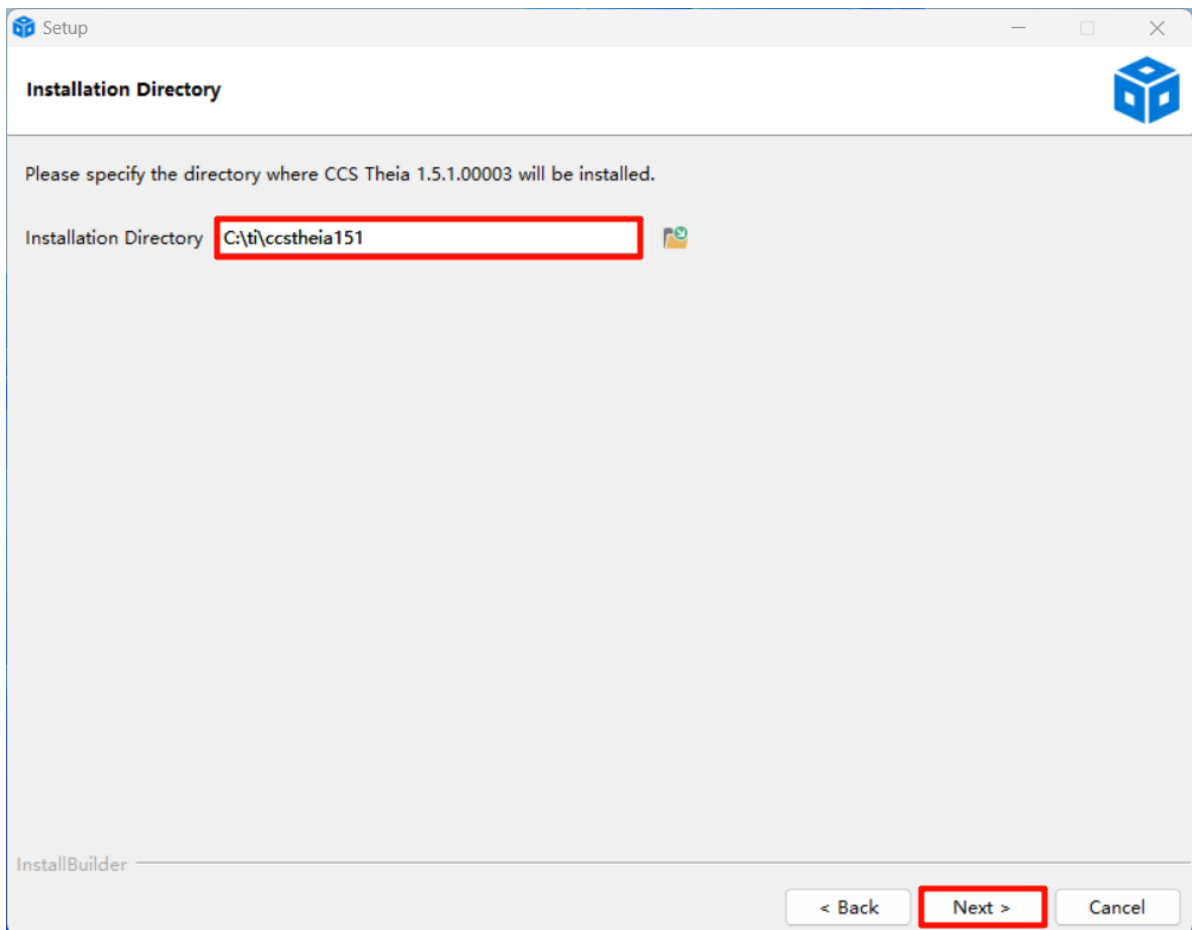 Setup
Installation Directory
Please specify the directory where CCS Theia 1.5.1.00003 will be installed.
Installation Directory C:\ti\ccstheia151
InstallBuilder
< Back Next > Cancel